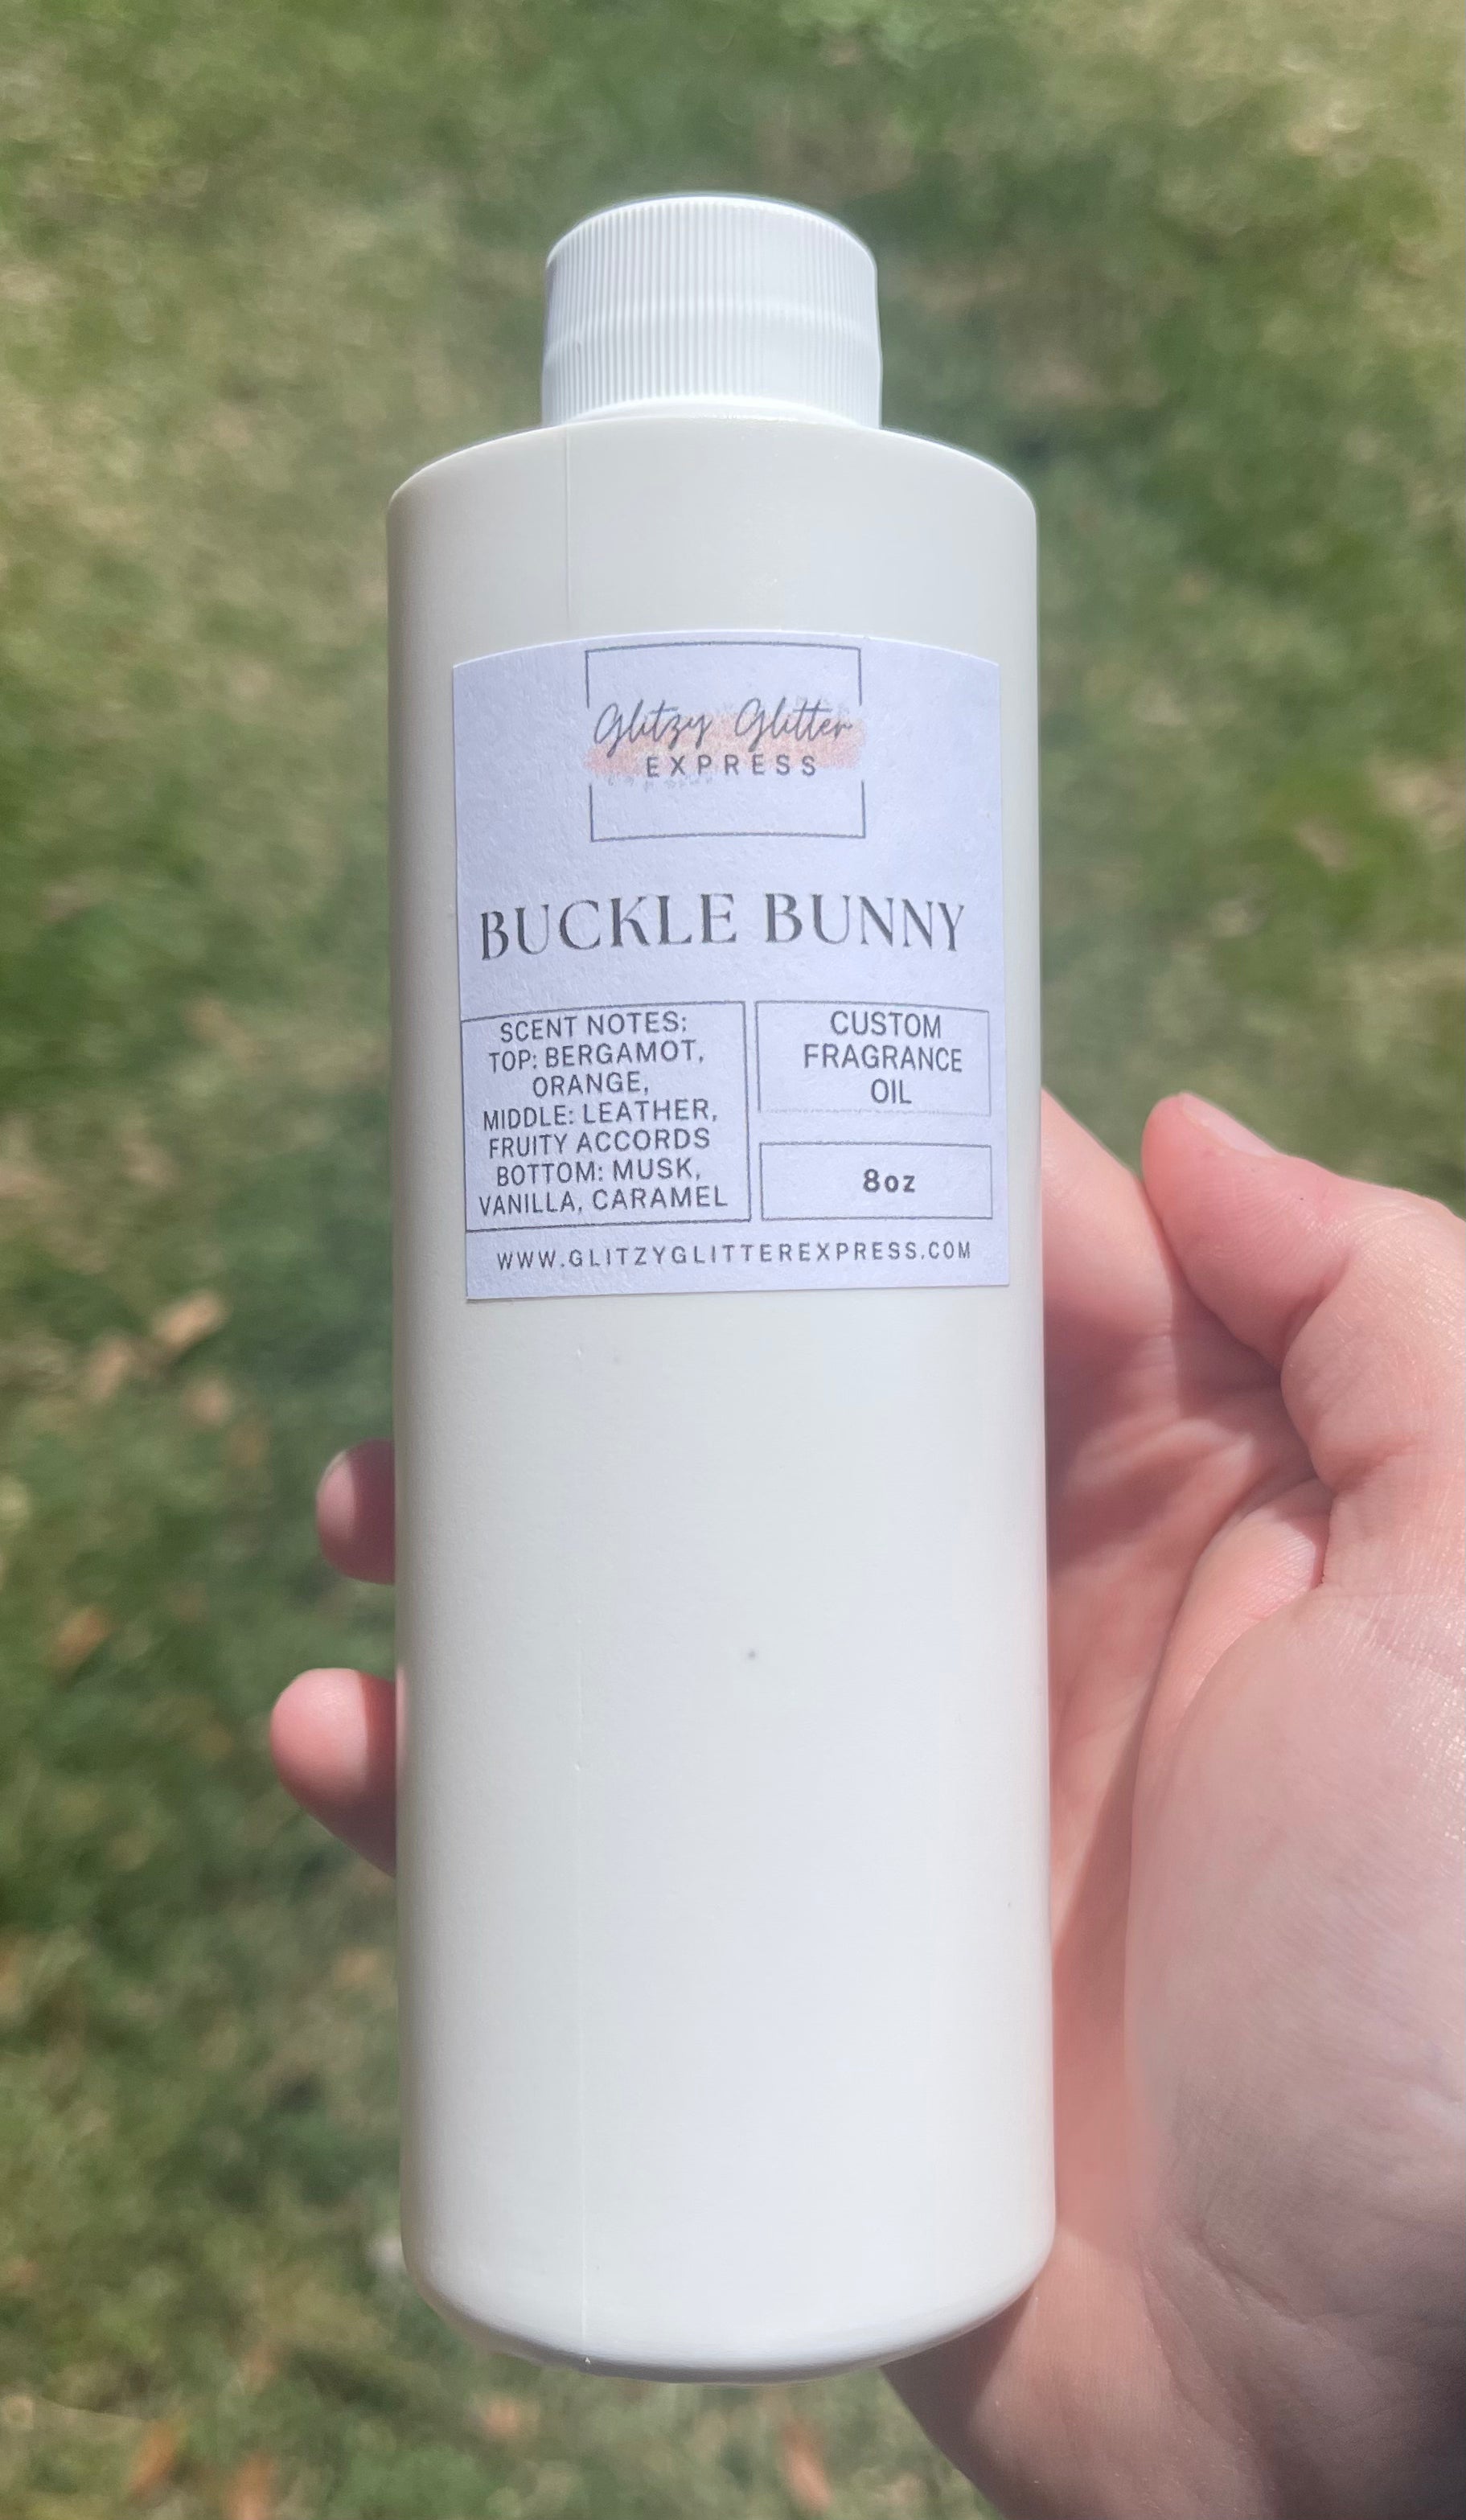 Glitzy Glitter
EXPRESS
BUCKLE BUNNY
SCENT NOTES:
TOP: BERGAMOT,
ORANGE,
MIDDLE: LEATHER,
FRUITY ACCORDS
BOTTOM: MUSK,
VANILLA, CARAMEL
CUSTOM
FRAGRANCE
OIL
8oz
WWW.GLITZYGLITTEREXPRESS.COM